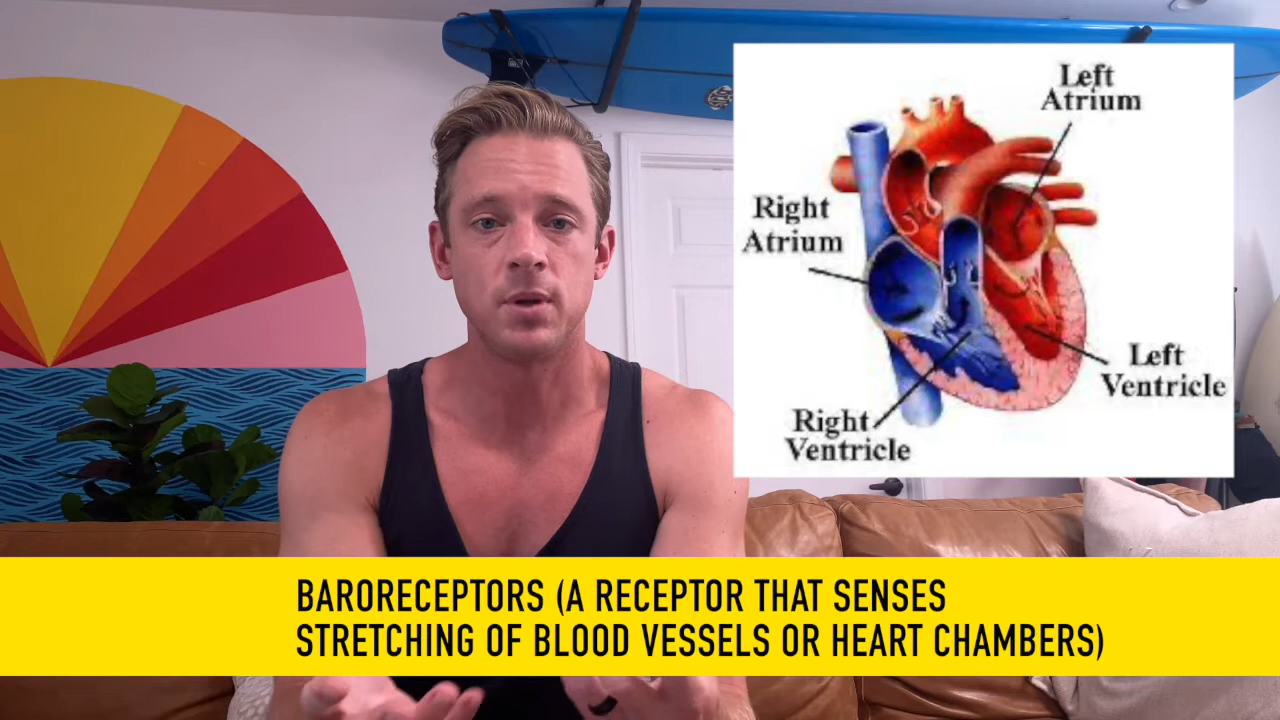 Left
Atrium
Right
Atrium
Left
Ventricle
Right
Ventricle
BARORECEPTORS (A RECEPTOR THAT SENSES
STRETCHING OF BLOOD VESSELS OR HEART CHAMBERS)